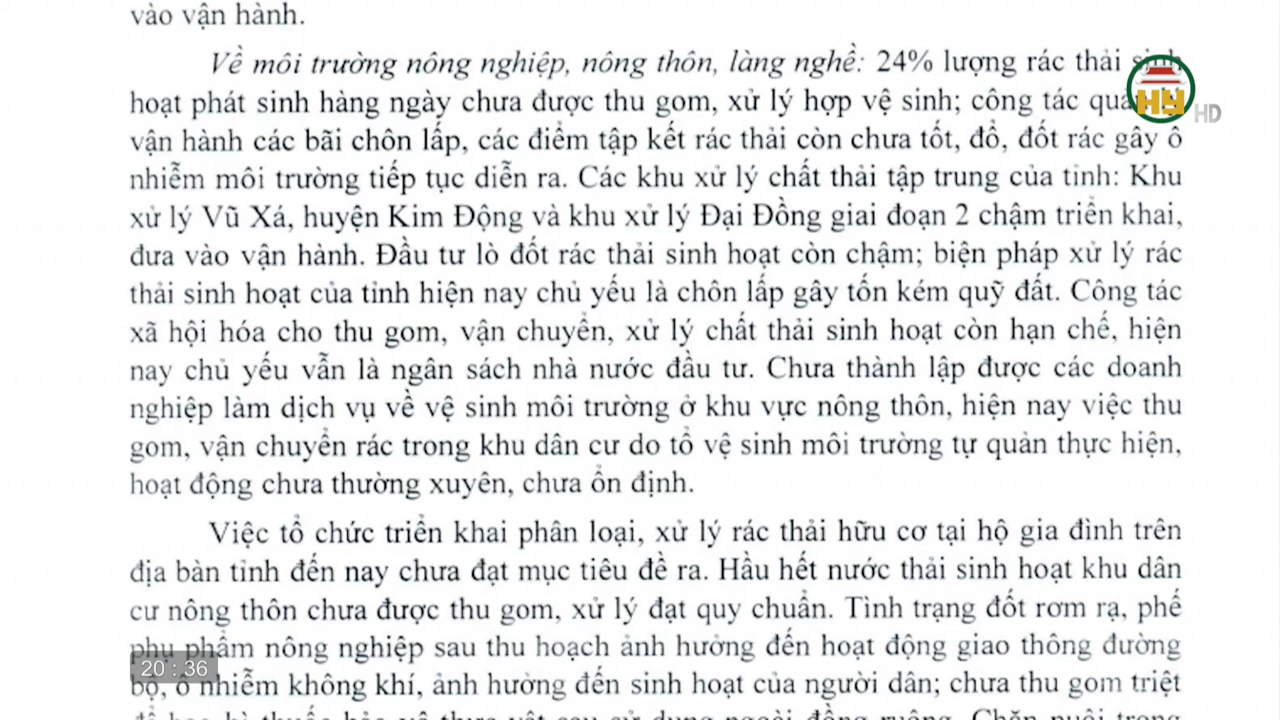 vào vận hành.
Về môi trường nông nghiệp, nông thôn, làng nghề: 24% lượng rác thải sinh
hoạt phát sinh hàng ngày chưa được thu gom, xử lý hợp vệ sinh; công tác
vận hành các bãi chôn lấp, các điểm tập kết rác thải còn chưa tốt, đổ, đốt rác gây ô
nhiễm môi trường tiếp tục diễn ra. Các khu xử lý chất thải tập trung của tỉnh: Khu
xử lý Vũ Xá, huyện Kim Động và khu xử lý Đại Đồng giai đoạn 2 chậm triển khai,
đưa vào vận hành. Đầu tư lò đốt rác thải sinh hoạt còn chậm; biện pháp xử lý rác
thải sinh hoạt của tỉnh hiện nay chủ yếu là chôn lấp gây tốn kém quỹ đất. Công tác
xã hội hóa cho thu gom, vận chuyển, xử lý chất thải sinh hoạt còn hạn chế, hiện
nay chủ yếu vẫn là ngân sách nhà nước đầu tư. Chưa thành lập được các doanh
nghiệp làm dịch vụ về vệ sinh môi trường ở khu vực nông thôn, hiện nay việc thu
gom, vận chuyển rác trong khu dân cư do tổ vệ sinh môi trường tự quản thực hiện,
hoạt động chưa thường xuyên, chưa ổn định.
Việc tổ chức triển khai phân loại, xử lý rác thải hữu cơ tại hộ gia đình trên
địa bàn tỉnh đến nay chưa đạt mục tiêu đề ra. Hầu hết nước thải sinh hoạt khu dân
cư nông thôn chưa được thu gom, xử lý đạt quy chuẩn. Tình trạng đốt rơm rạ, phế
phụ phẩm nông nghiệp sau thu hoạch ảnh hưởng đến hoạt động giao thông đường
bộ, ô nhiễm không khí, ảnh hưởng đến sinh hoạt của người dân; chưa thu gom triệt
HY HD
20:36